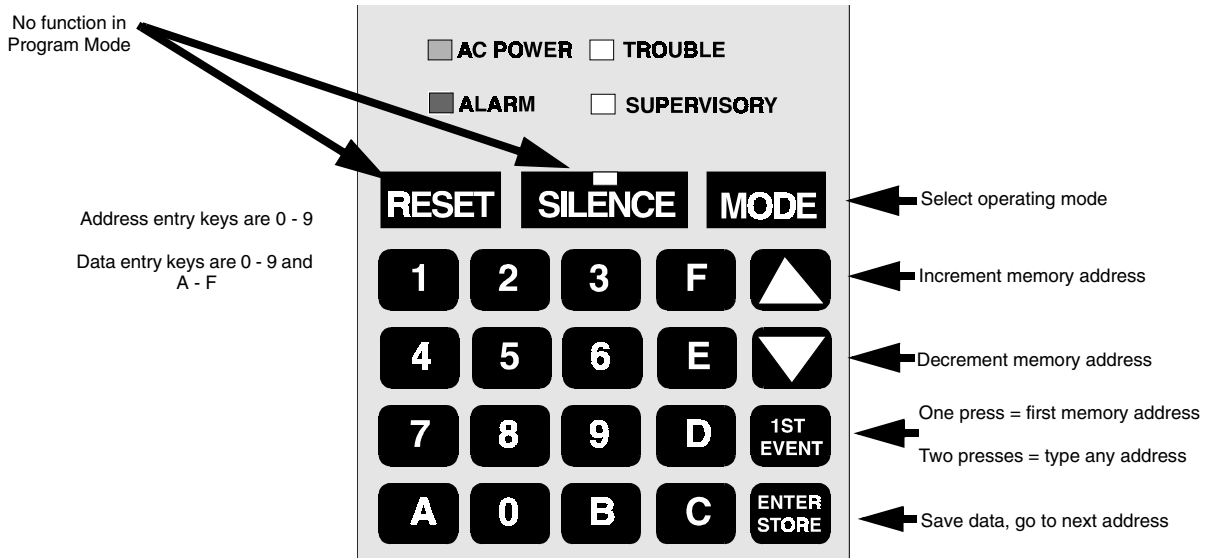 No function in
Program Mode
AC POWER
TROUBLE
ALARM
SUPERVISORY
RESET
SILENCE
MODE
Select operating mode
Address entry keys are 0 - 9
Data entry keys are 0 - 9 and
A - F
1
2
3
F
Increment memory address
4
5
6
E
Decrement memory address
7
8
9
D
1ST
EVENT
One press = first memory address
Two presses = type any address
A
0
B
C
ENTER
STORE
Save data, go to next address